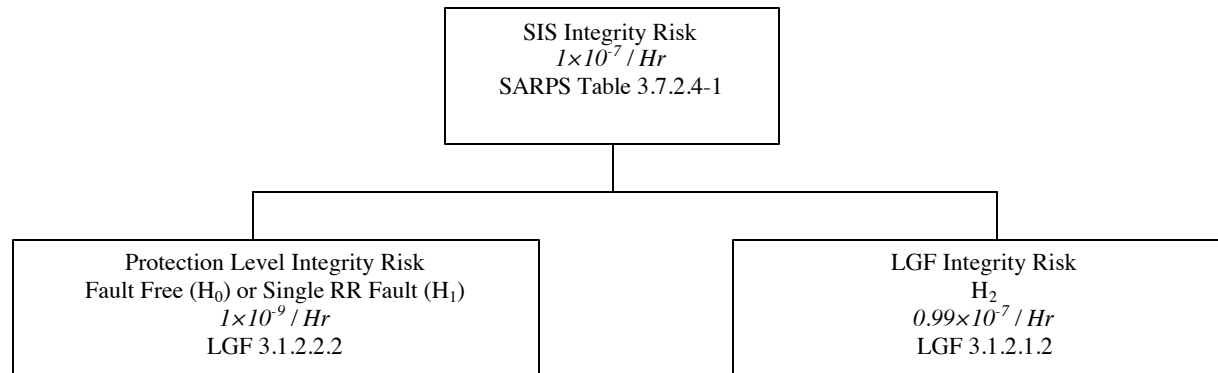 SIS Integrity Risk
1×10⁻⁷ / Hr
SARPS Table 3.7.2.4-1
Protection Level Integrity Risk
Fault Free (H₀) or Single RR Fault (H₁)
1×10⁻⁹ / Hr
LGF 3.1.2.2.2
LGF Integrity Risk
H₂
0.99×10⁻⁷ / Hr
LGF 3.1.2.1.2